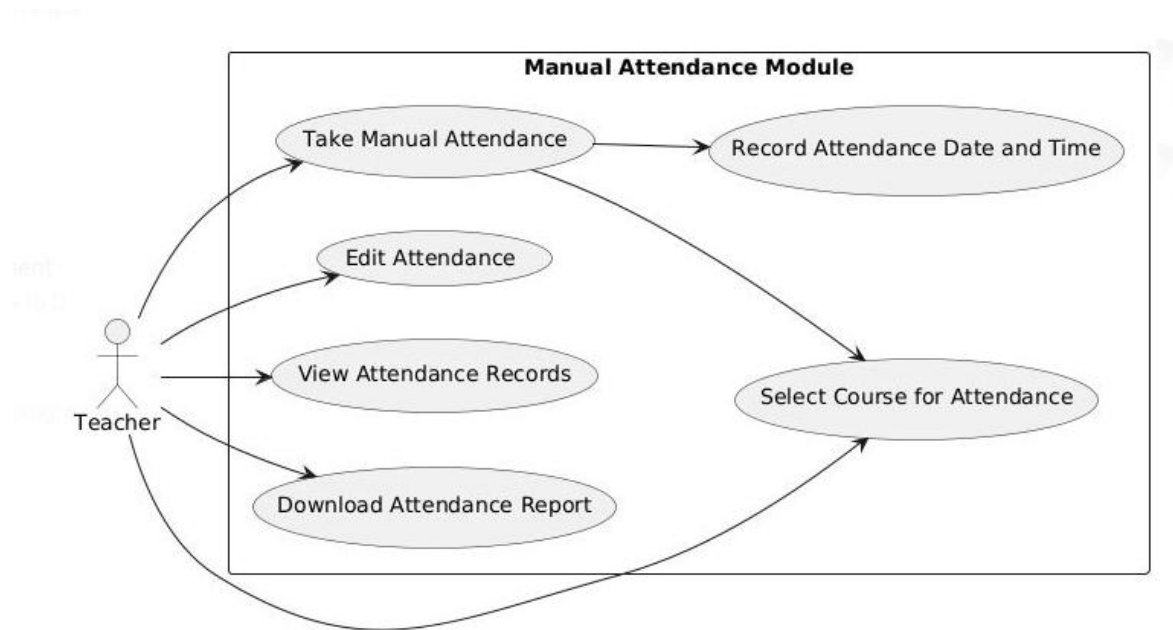 Manual Attendance Module
Take Manual Attendance
Record Attendance Date and Time
Edit Attendance
View Attendance Records
Select Course for Attendance
Teacher
Download Attendance Report